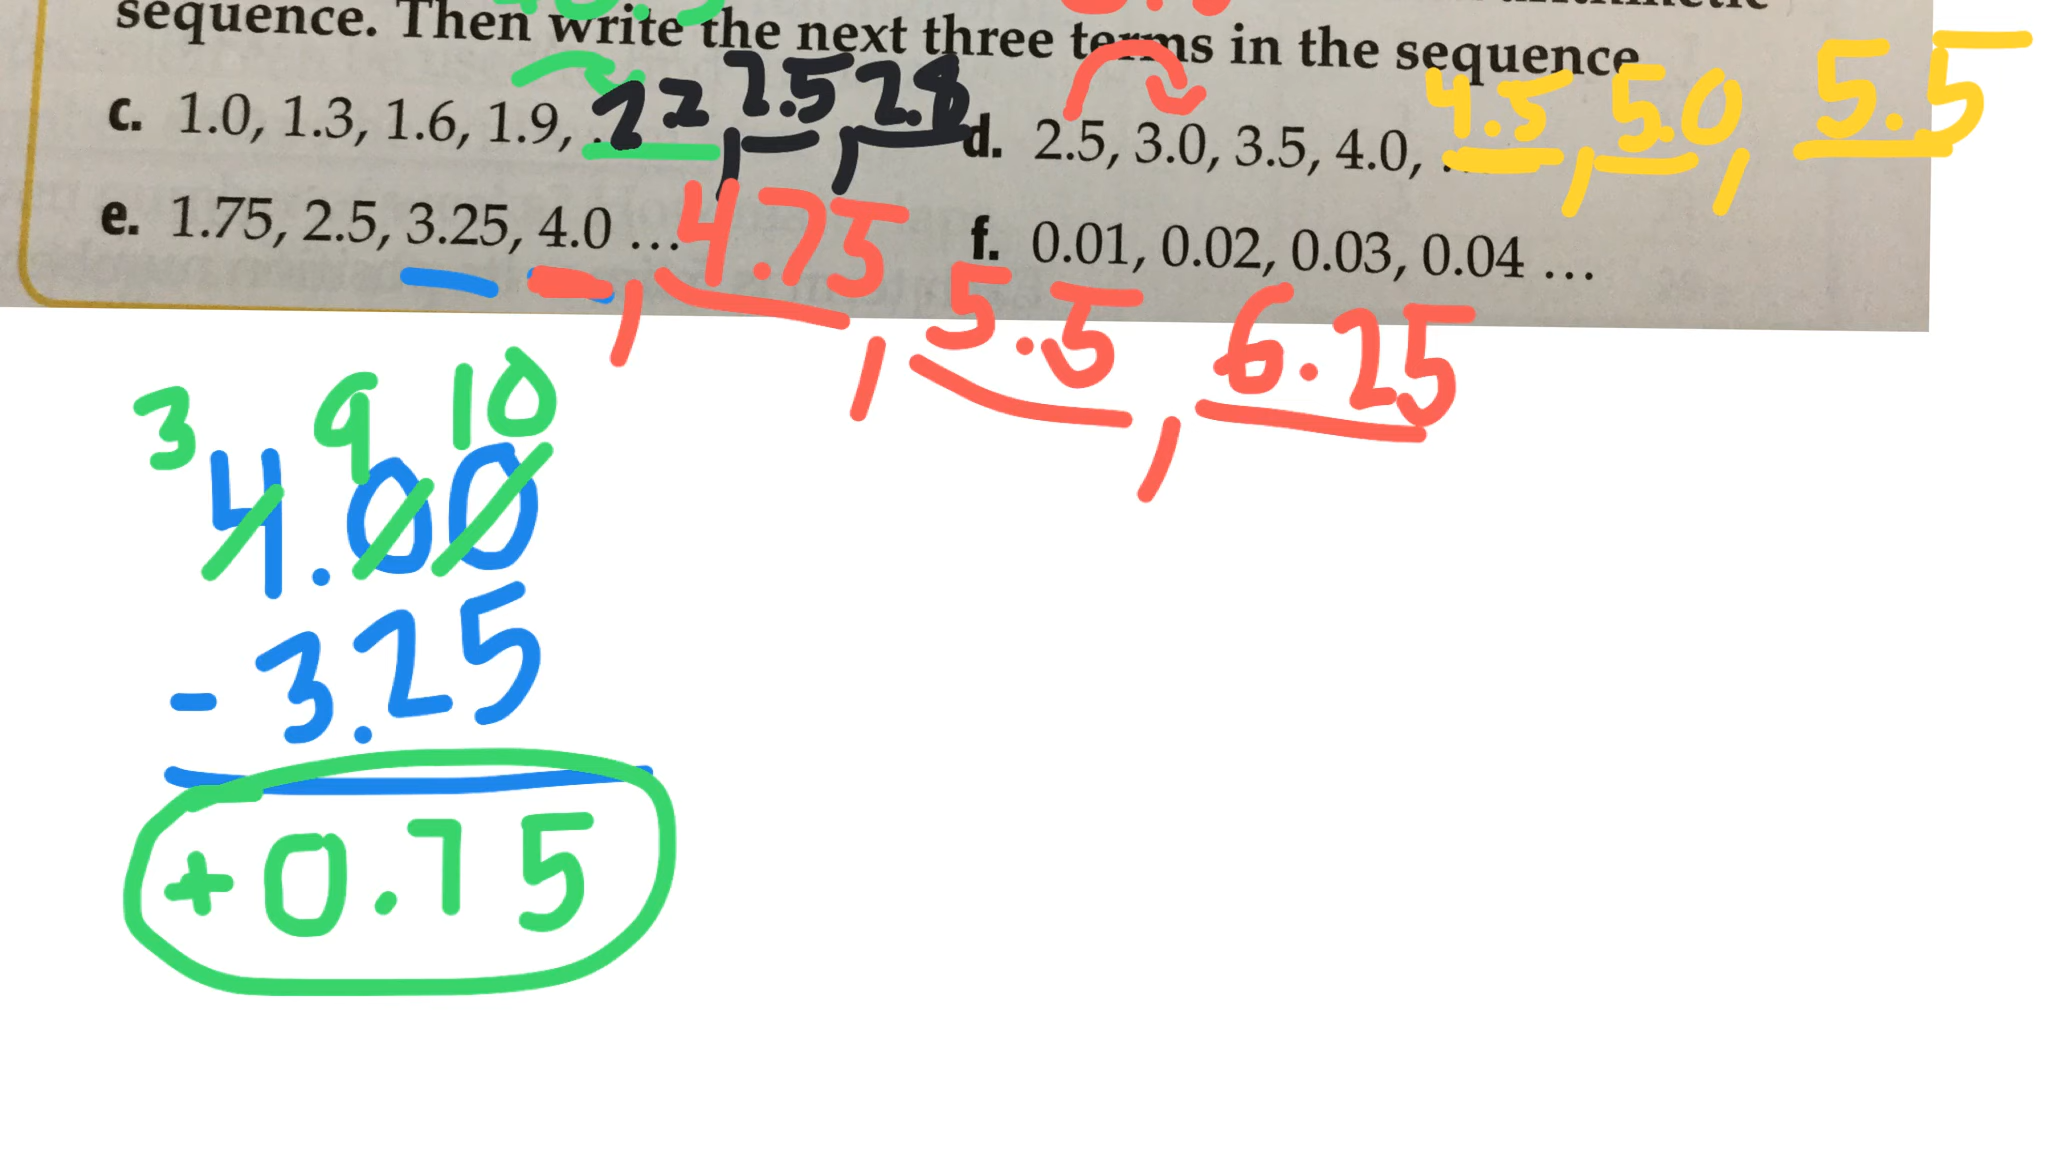 sequence. Then write the next three terms in the sequence
c. 1.0, 1.3, 1.6, 1.9, 2.2, 2.5, 2.8
d. 2.5, 3.0, 3.5, 4.0, . 4.5, 5.0, 5.5
e. 1.75, 2.5, 3.25, 4.0 ... , 4.75, 5.5, 6.25
f. 0.01, 0.02, 0.03, 0.04 ...
3 9 10
4.00
- 3.25
+0.75